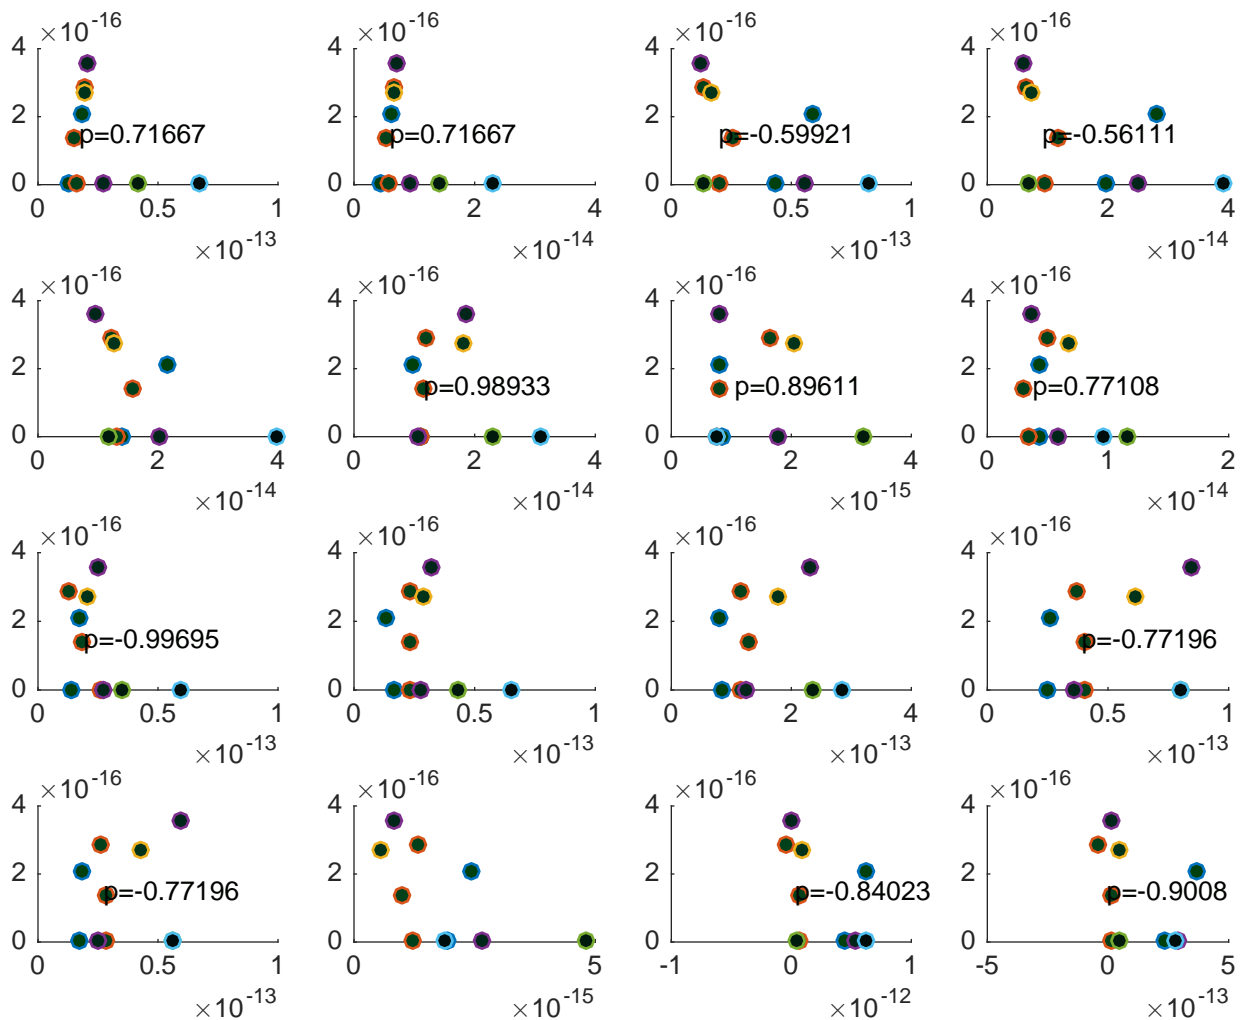 ×10-16 ×10-16 ×10-16 ×10-16
4 4 4 4
2 2 2 2
p=0.71667 p=0.71667 p=-0.59921 p=-0.56111
0 0 0 0
0 0.5 1 0 2 4 0 0.5 1 0 2 4
×10-13 ×10-14 ×10-13 ×10-14
×10-16 ×10-16 ×10-16 ×10-16
4 4 4 4
2 2 2 2
p=0.98933 p=0.89611 p=0.77108
0 0 0 0
0 2 4 0 2 4 0 2 4 0 1 2
×10-14 ×10-14 ×10-15 ×10-14
×10-16 ×10-16 ×10-16 ×10-16
4 4 4 4
2 2 2 2
p=-0.99695 p=-0.77196
0 0 0 0
0 0.5 1 0 0.5 1 0 2 4 0 0.5 1
×10-13 ×10-13 ×10-13 ×10-13
×10-16 ×10-16 ×10-16 ×10-16
4 4 4 4
2 2 2 2
p=-0.77196 p=-0.84023 p=-0.9008
0 0 0 0
0 0.5 1 0 5 -1 0 1 -5 0 5
×10-13 ×10-15 ×10-12 ×10-13